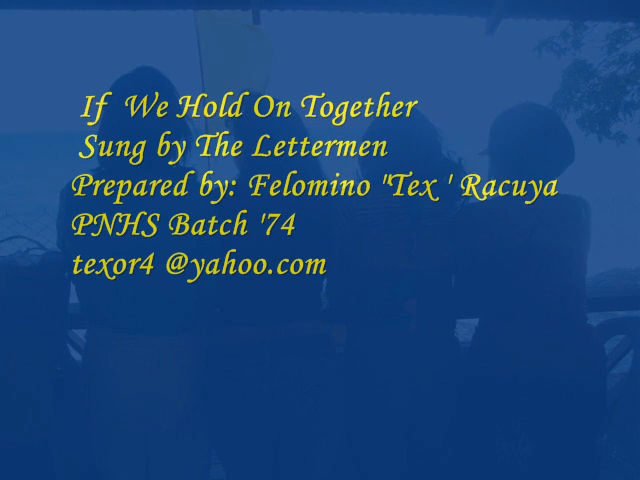 If We Hold On Together
Sung by The Lettermen
Prepared by: Felomino "Tex ' Racuya
PNHS Batch '74
texor4 @yahoo.com